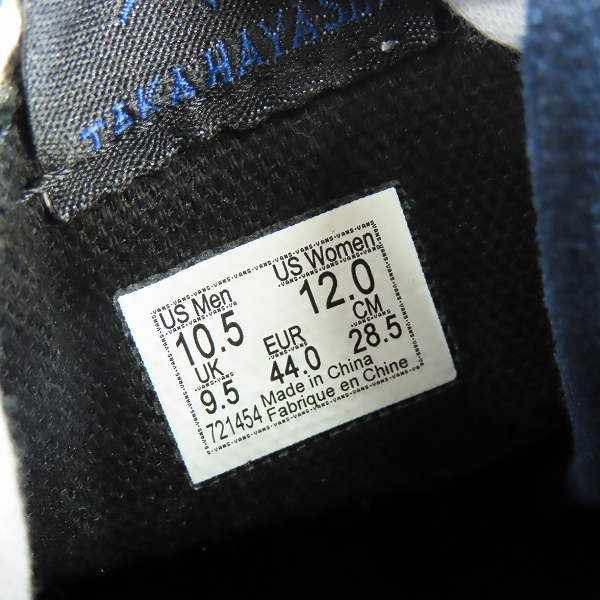 TAKA HAYASHI
US Men
US Women
10.5
12.0
UK
EUR
CM
9.5
44.0
28.5
721454 Made in China
Fabrique en Chine